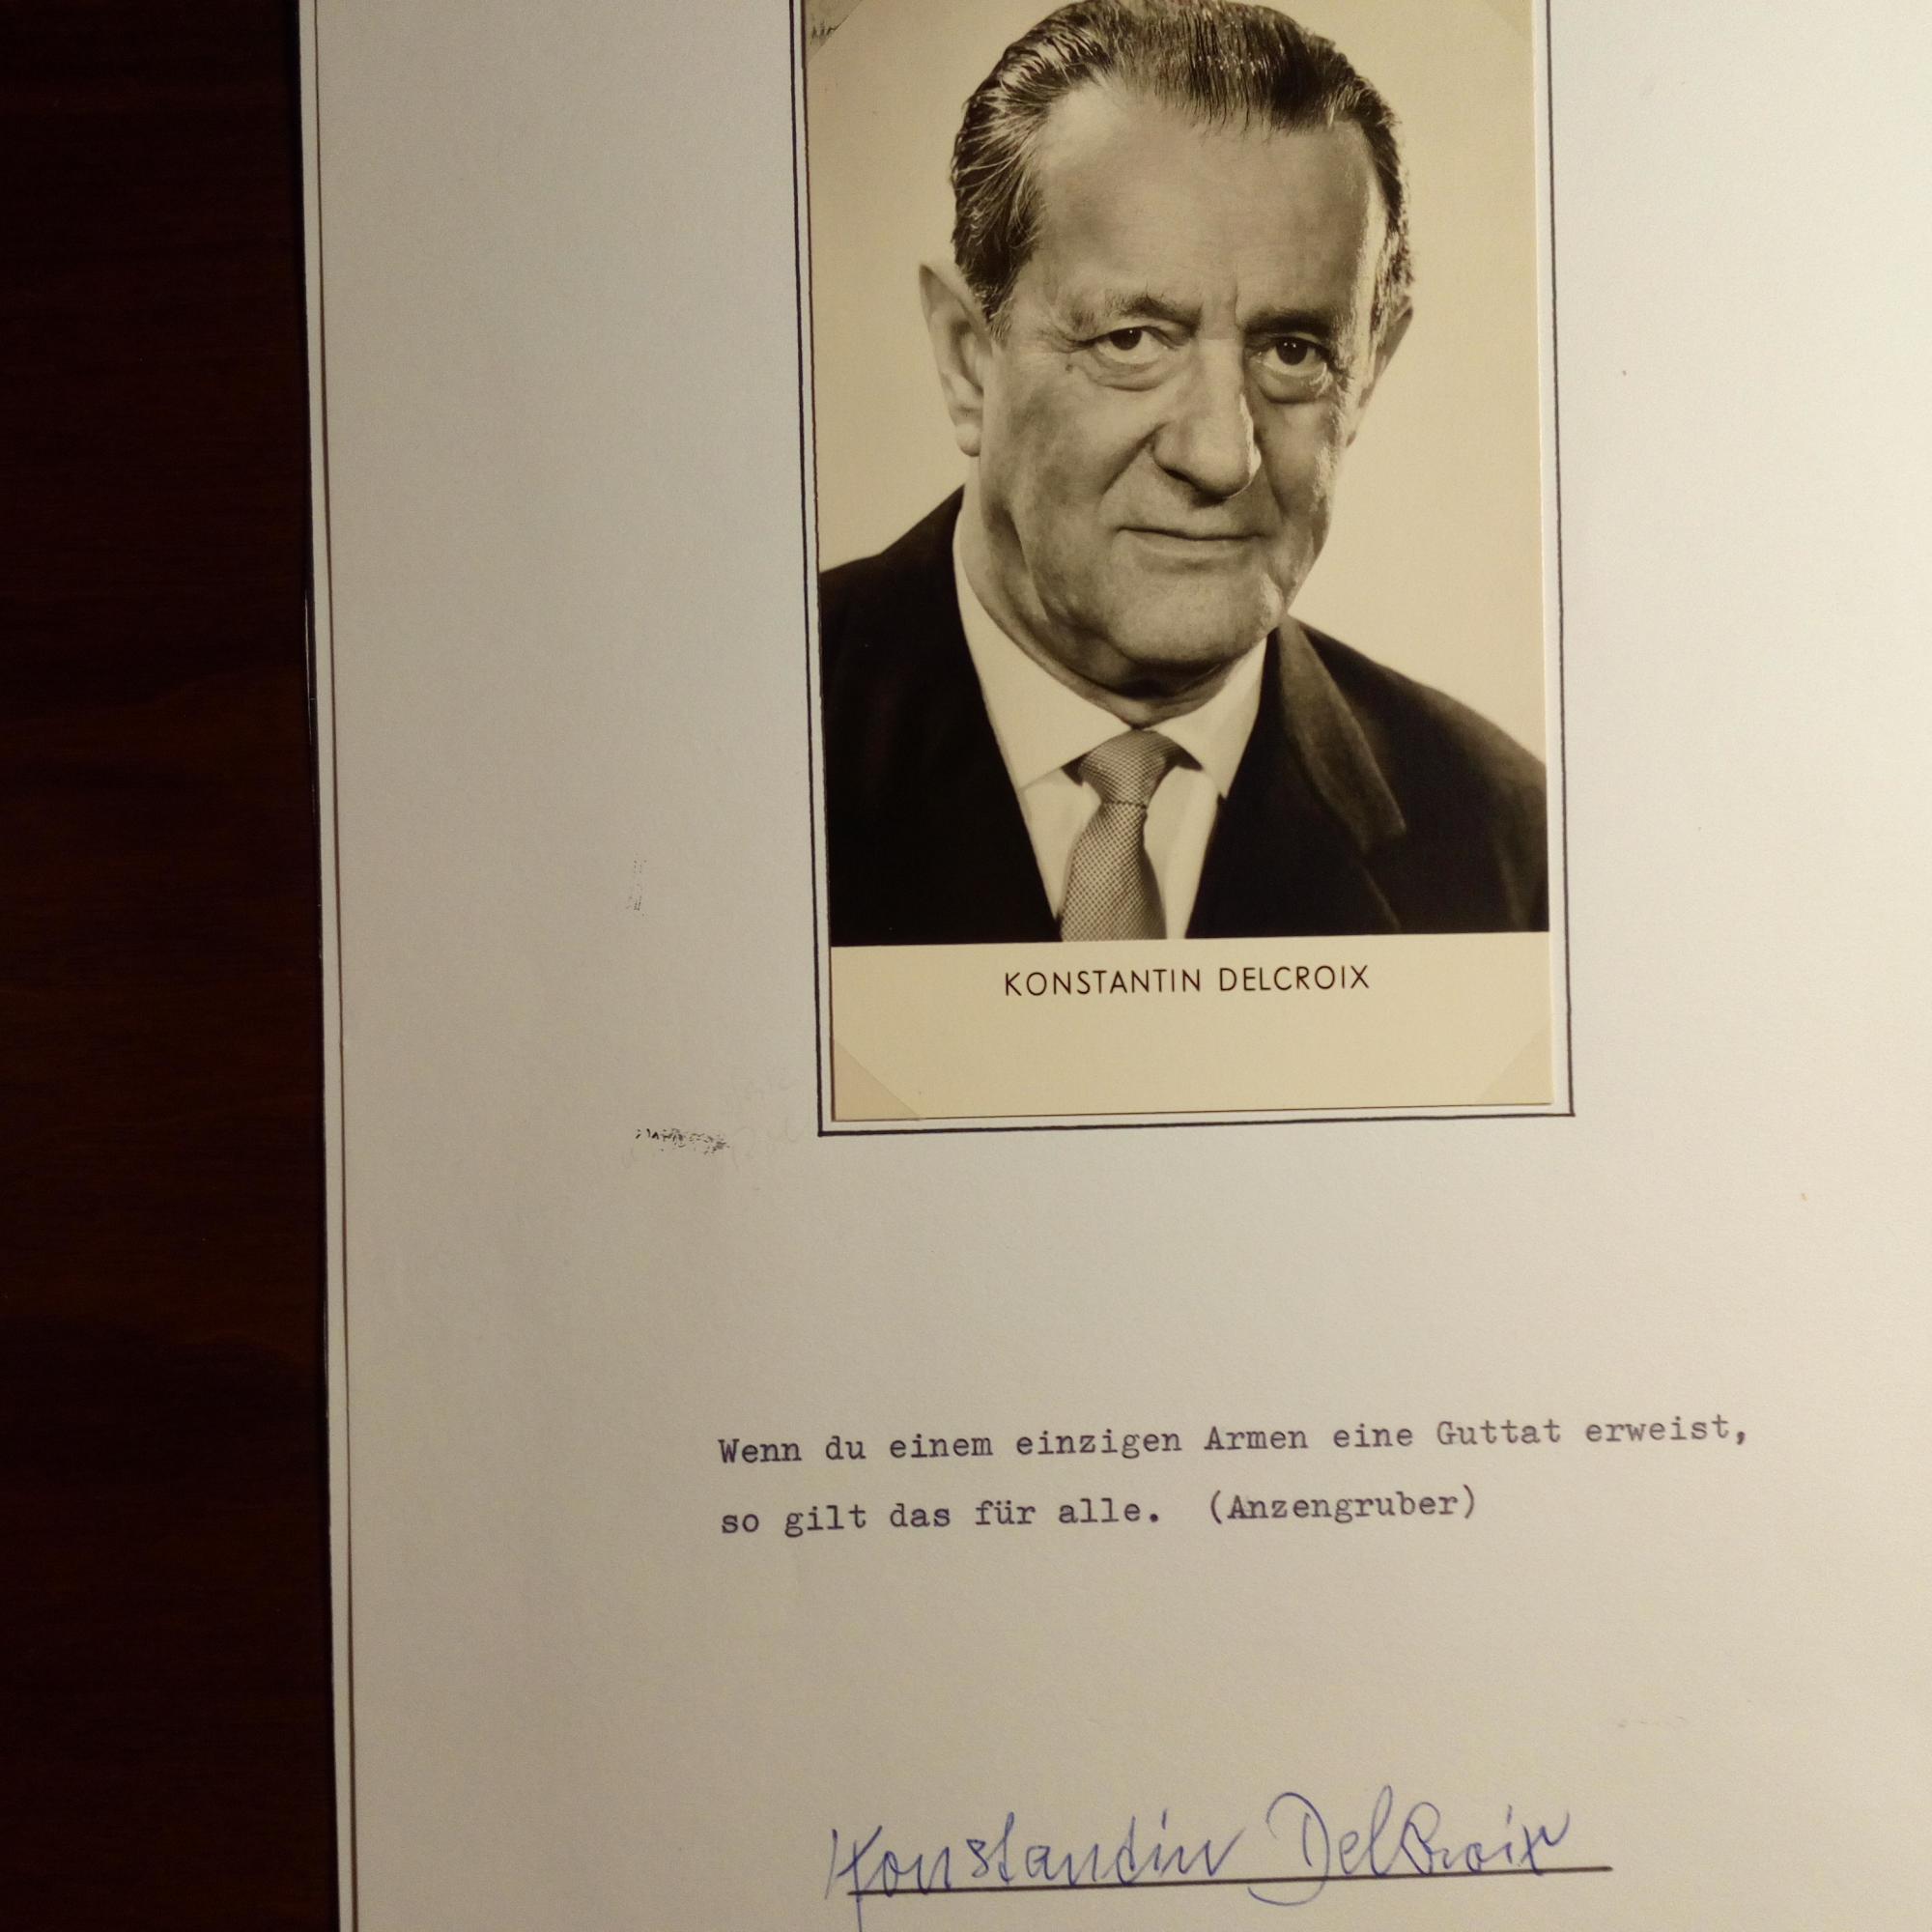 KONSTANTIN DELCROIX
Wenn du einem einzigen Armen eine Guttat erweist,
so gilt das für alle. (Anzengruber)
Konstantin DelCroix